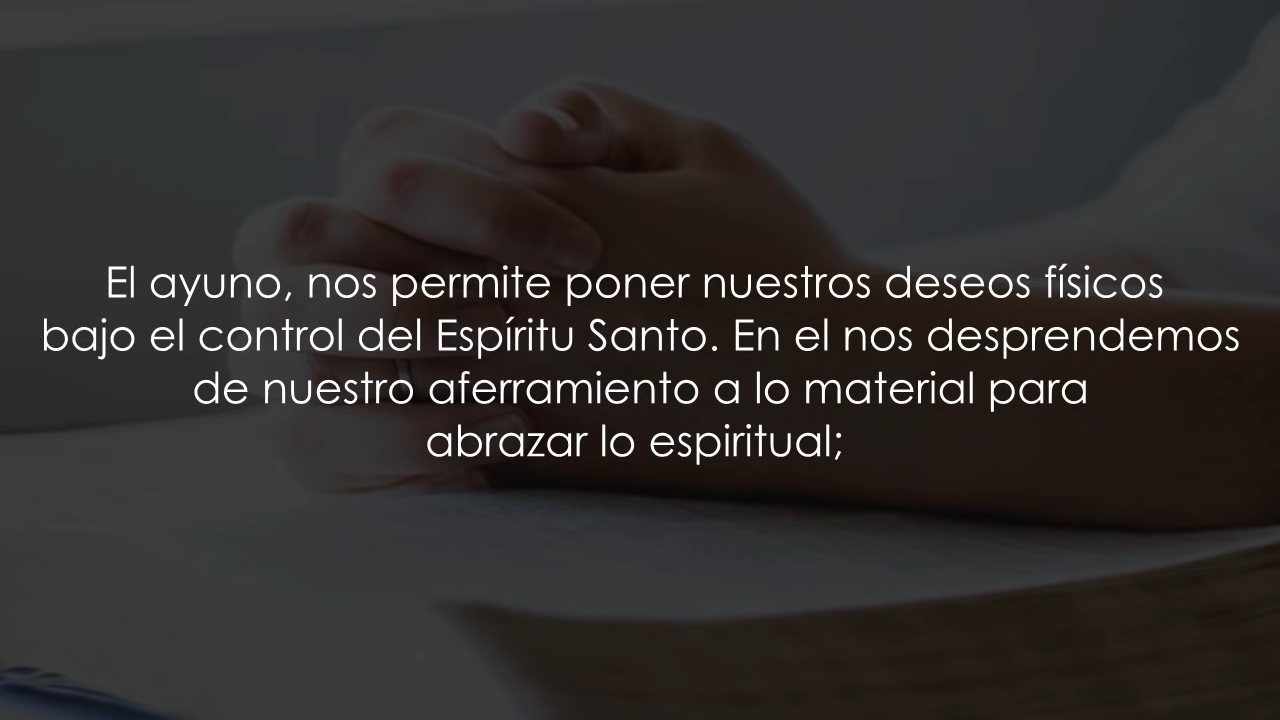 El ayuno, nos permite poner nuestros deseos físicos
bajo el control del Espíritu Santo. En el nos desprendemos
de nuestro aferramiento a lo material para
abrazar lo espiritual;